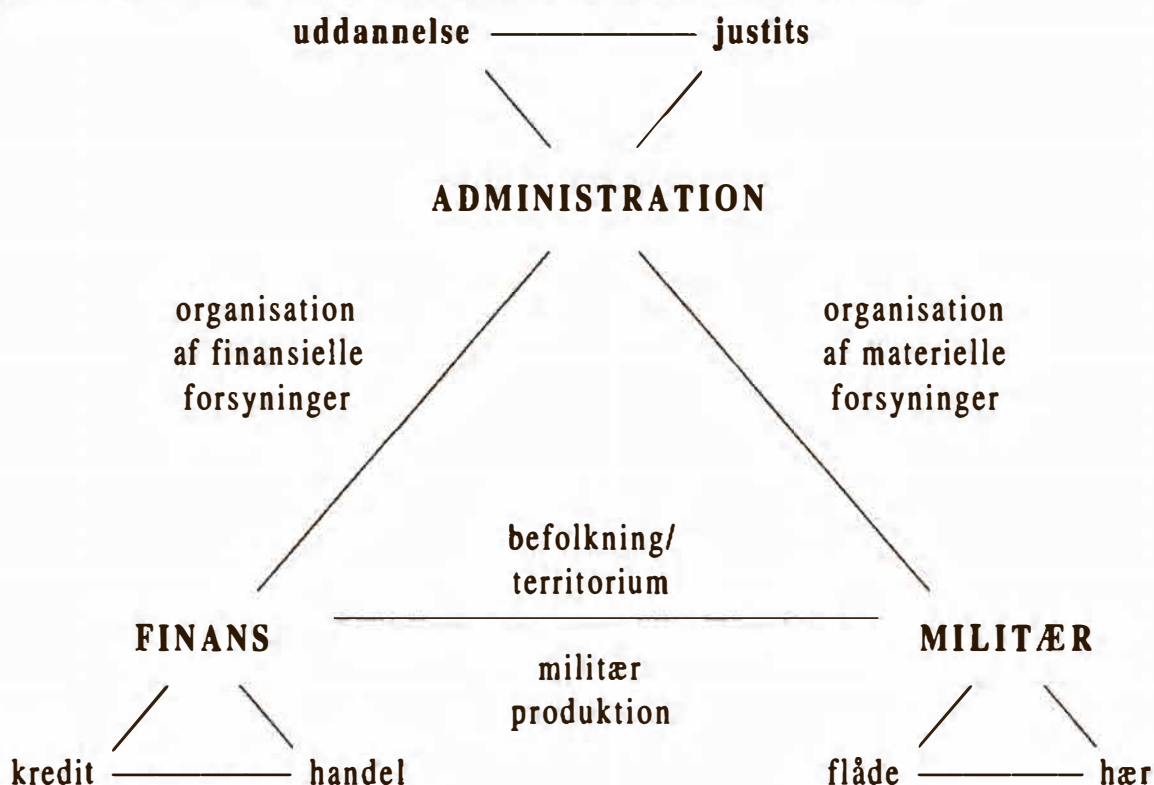 uddannelse justits
ADMINISTRATION
organisation
af finansielle
forsyninger
organisation
af materielle
forsyninger
befolkning/
territorium
FINANS MILITÆR
militær
produktion
kredit handel flåde hær